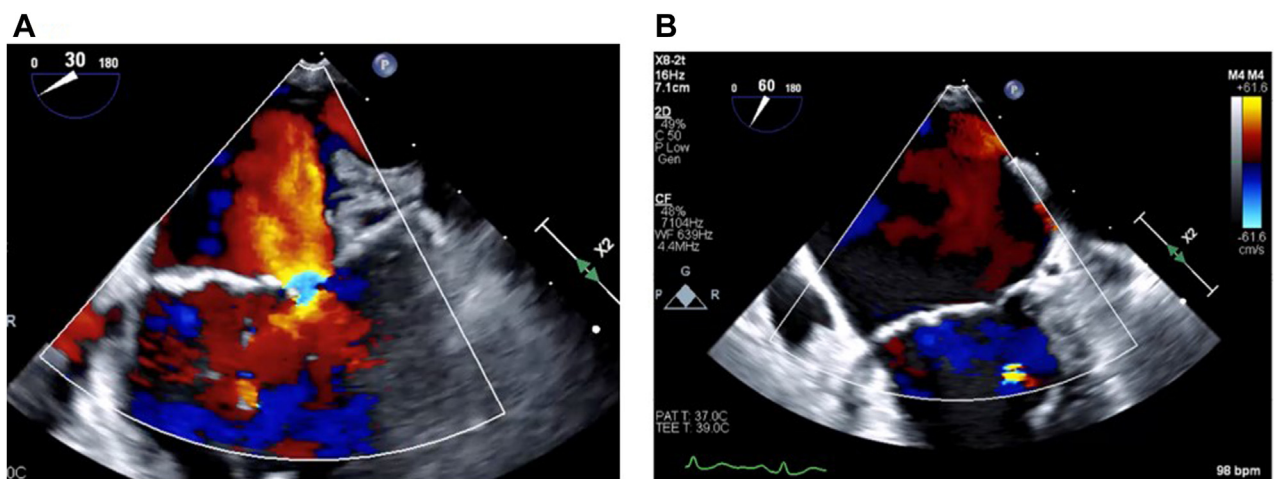 A
0 30 180
P
X2
R
0C
B
X8-2t
16Hz
7.1cm
2D
49%
C 50
P Low
Gen
CF
48%
7104Hz
WF 639Hz
4.4MHz
0 60 180
P
M4 M4
+61.6
-61.6
cm/s
X2
G
P R
PAT T: 37.0C
TEE T: 39.0C
98 bpm